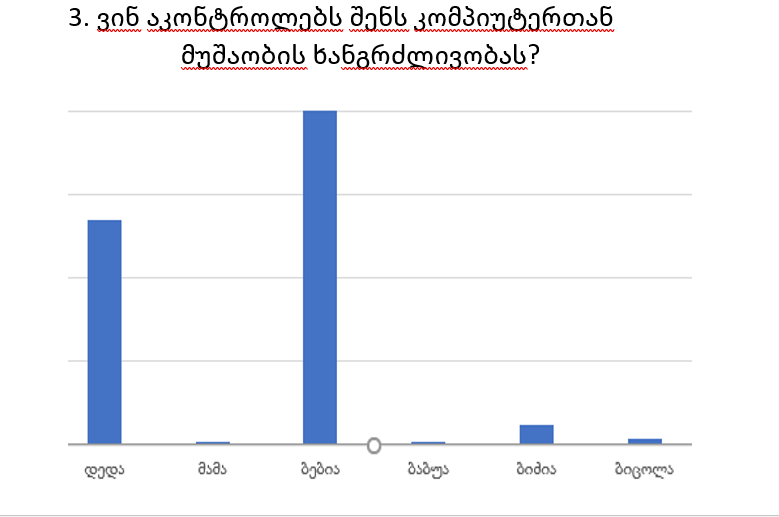 3. ვინ აკონტროლებს შენს კომპიუტერთან
მუშაობის ხანგრძლივობას?
დედა მამა ბებია ბაბუა ბიძია ბიცოლა